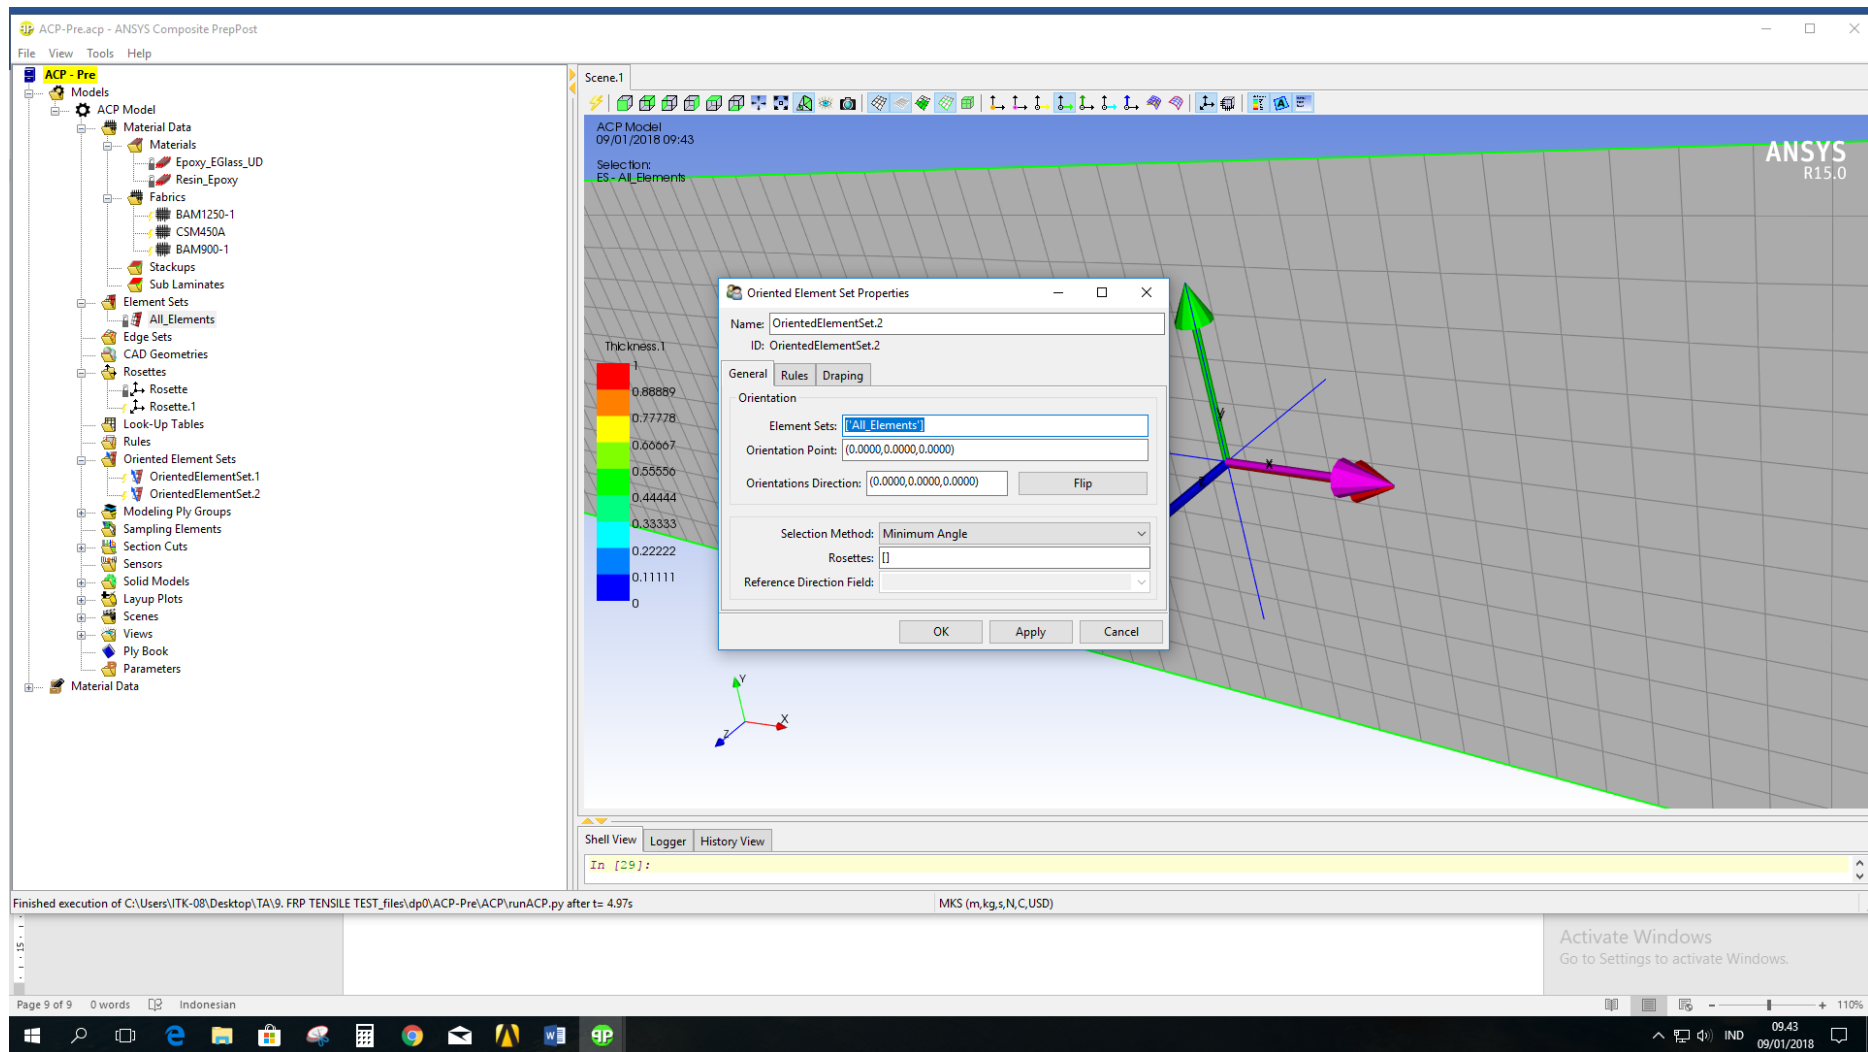 ACP-Pre.acp - ANSYS Composite PrepPost
File View Tools Help
ACP - Pre
Models
ACP Model
Material Data
Materials
Epoxy_EGlass_UD
Resin_Epoxy
Fabrics
BAM1250-1
CSM450A
BAM900-1
Stackups
Sub Laminates
Element Sets
All_Elements
Edge Sets
CAD Geometries
Rosettes
Rosette
Rosette.1
Look-Up Tables
Rules
Oriented Element Sets
OrientedElementSet.1
OrientedElementSet.2
Modeling Ply Groups
Sampling Elements
Section Cuts
Sensors
Solid Models
Layup Plots
Scenes
Views
Ply Book
Parameters
Material Data
Scene.1
ACP Model
09/01/2018 09:43
Selection:
ES - All_Elements
ANSYS
R15.0
Thickness.1
1
0.88889
0.77778
0.66667
0.55556
0.44444
0.33333
0.22222
0.11111
0
Oriented Element Set Properties
Name: OrientedElementSet.2
ID: OrientedElementSet.2
General Rules Draping
Orientation
Element Sets: ['All_Elements']
Orientation Point: (0.0000,0.0000,0.0000)
Orientations Direction: (0.0000,0.0000,0.0000) Flip
Selection Method: Minimum Angle
Rosettes: []
Reference Direction Field:
OK Apply Cancel
Y
X
Z
Y
X
Z
Shell View Logger History View
In [29]:
Finished execution of C:\Users\ITK-08\Desktop\TA\9. FRP TENSILE TEST_files\dp0\ACP-Pre\ACP\runACP.py after t= 4.97s MKS (m,kg,s,N,C,USD)
15
Activate Windows
Go to Settings to activate Windows.
Page 9 of 9 0 words Indonesian 110%
IND 09.43
09/01/2018